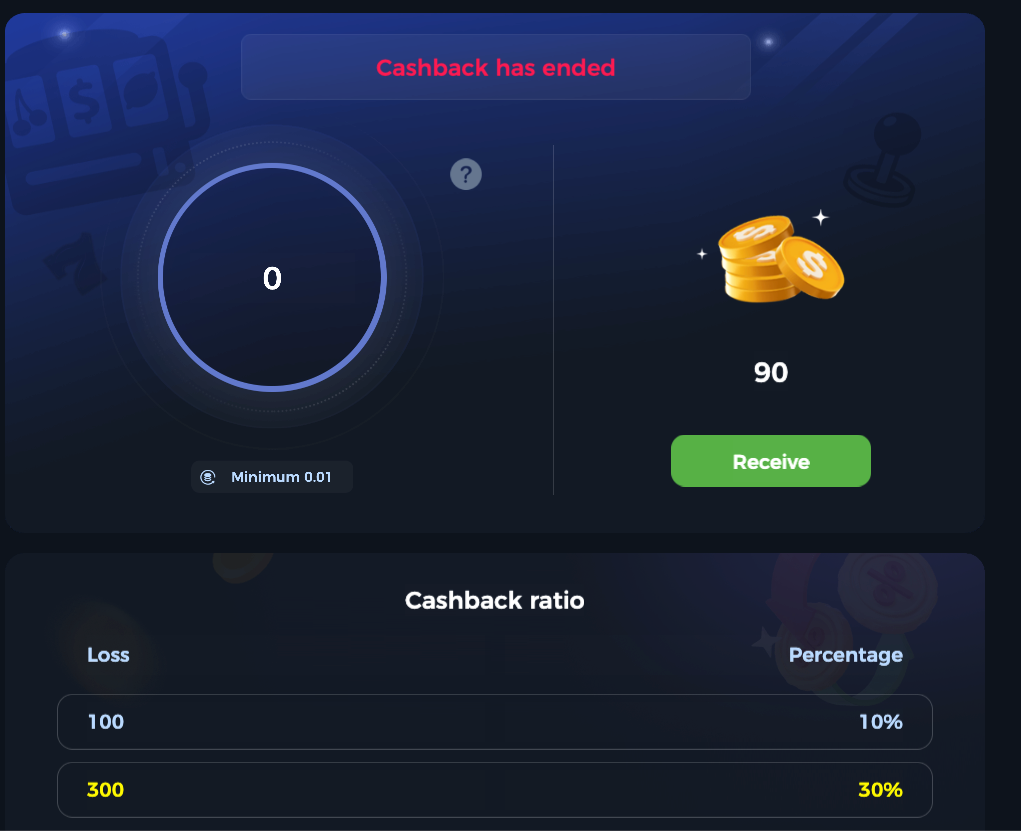 Cashback has ended
?
0
Minimum 0.01
90
Receive
Cashback ratio
Loss Percentage
100 10%
300 30%